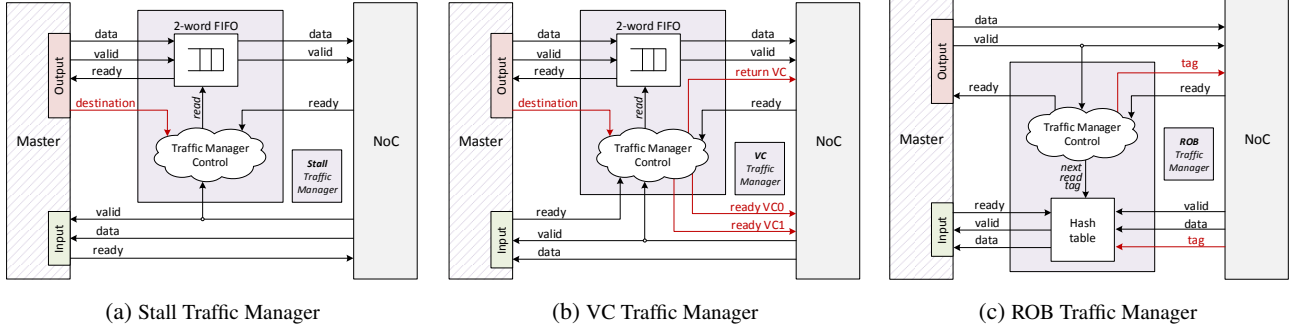 2-word FIFO
data
valid
ready
destination
Output
Master
read
data
valid
ready
Traffic Manager
Control
Stall
Traffic
Manager
NoC
Input
valid
data
ready
(a) Stall Traffic Manager
2-word FIFO
data
valid
ready
destination
Output
Master
read
data
valid
return VC
ready
Traffic Manager
Control
VC
Traffic
Manager
NoC
Input
ready
valid
data
ready VC0
ready VC1
(b) VC Traffic Manager
data
valid
ready
Output
Master
tag
ready
Traffic Manager
Control
next
read
tag
ROB
Traffic
Manager
NoC
Input
ready
valid
data
Hash
table
valid
data
tag
(c) ROB Traffic Manager